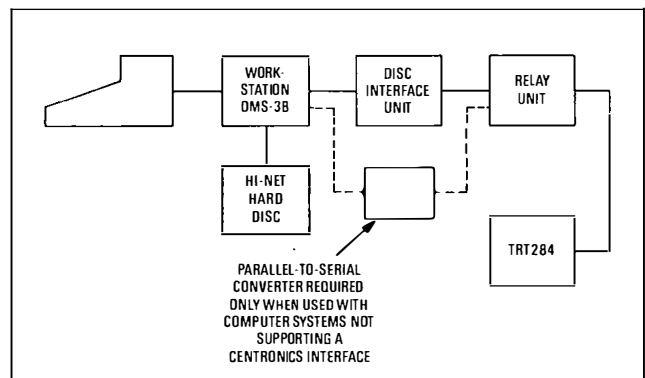 WORK-
STATION
DMS-3B
DISC
INTERFACE
UNIT
RELAY
UNIT
HI-NET
HARD
DISC
TRT284
PARALLEL-TO-SERIAL
CONVERTER REQUIRED
ONLY WHEN USED WITH
COMPUTER SYSTEMS NOT
SUPPORTING A
CENTRONICS INTERFACE